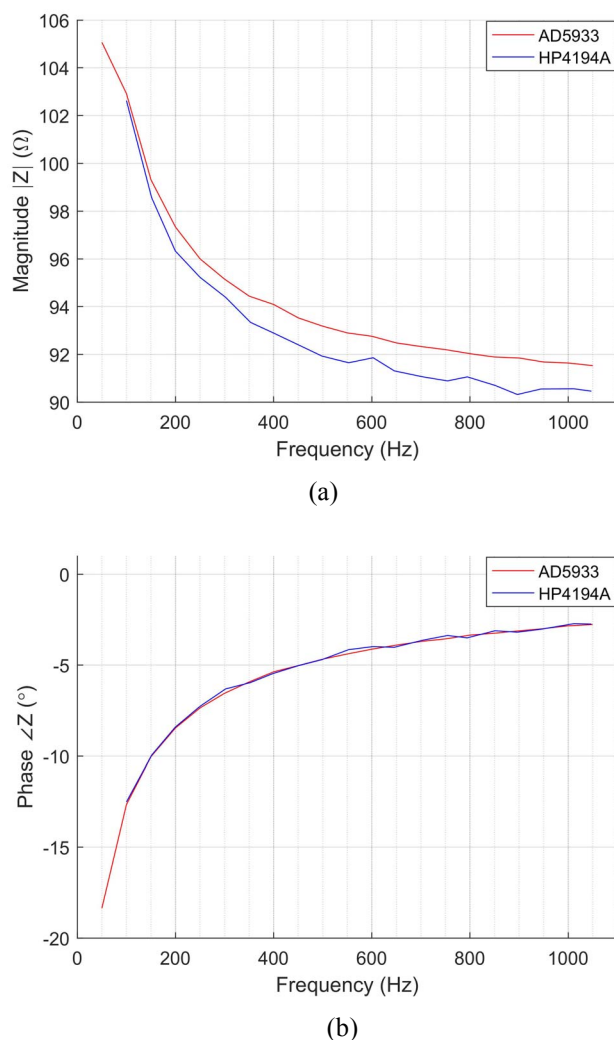 106
104
102
100
98
96
94
92
90
Magnitude |Z| (Ω)
AD5933
HP4194A
0 200 400 600 800 1000
Frequency (Hz)
(a)
0
-5
-10
-15
-20
Phase ∠Z (°)
AD5933
HP4194A
0 200 400 600 800 1000
Frequency (Hz)
(b)